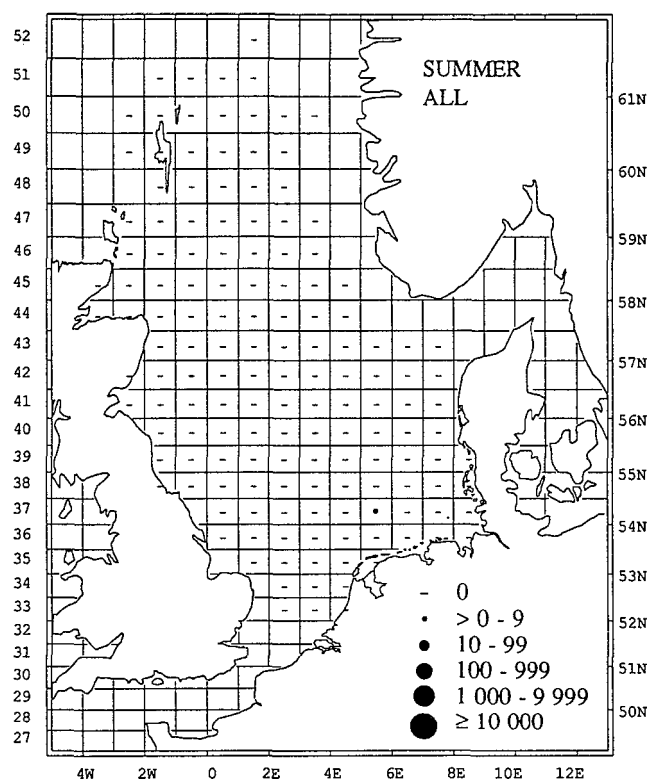 52
51
50
49
48
47
46
45
44
43
42
41
40
39
38
37
36
35
34
33
32
31
30
29
28
27
SUMMER
ALL
61N
60N
59N
58N
57N
56N
55N
54N
53N
52N
51N
50N
- 0
> 0 - 9
10 - 99
100 - 999
1 000 - 9 999
≥ 10 000
4W 2W 0 2E 4E 6E 8E 10E 12E